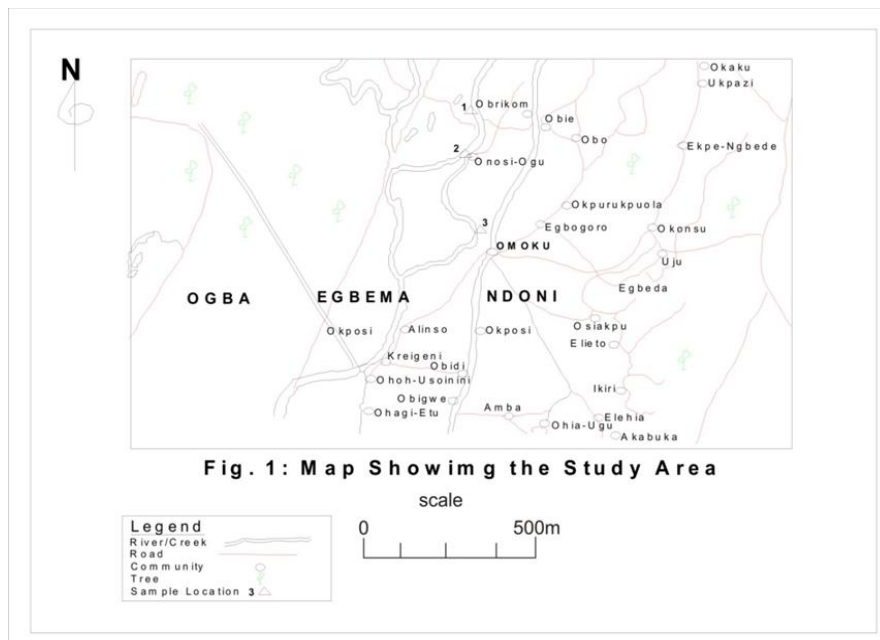 N
Okaku
Ukpazi
1 Obrikom
Obie
Obo
Ekpe-Ngbede
2
Onosi-Ogu
Okpurukpuola
3
Egbogoro
Okonsu
OMOKU
Uju
Egbeda
OGBA EGBEMA NDONI
Okposi
Alinso
Okposi
Osiakpu
Elieto
Kreigeni
Obidi
Ohoh-Usoinini
Ikiri
Obigwe
Ohagi-Etu
Amba
Elehia
Ohia-Ugu
Akabuka
Fig. 1: Map Showimg the Study Area
scale
0 500m
Legend
River/Creek
Road
Community
Tree
Sample Location 3